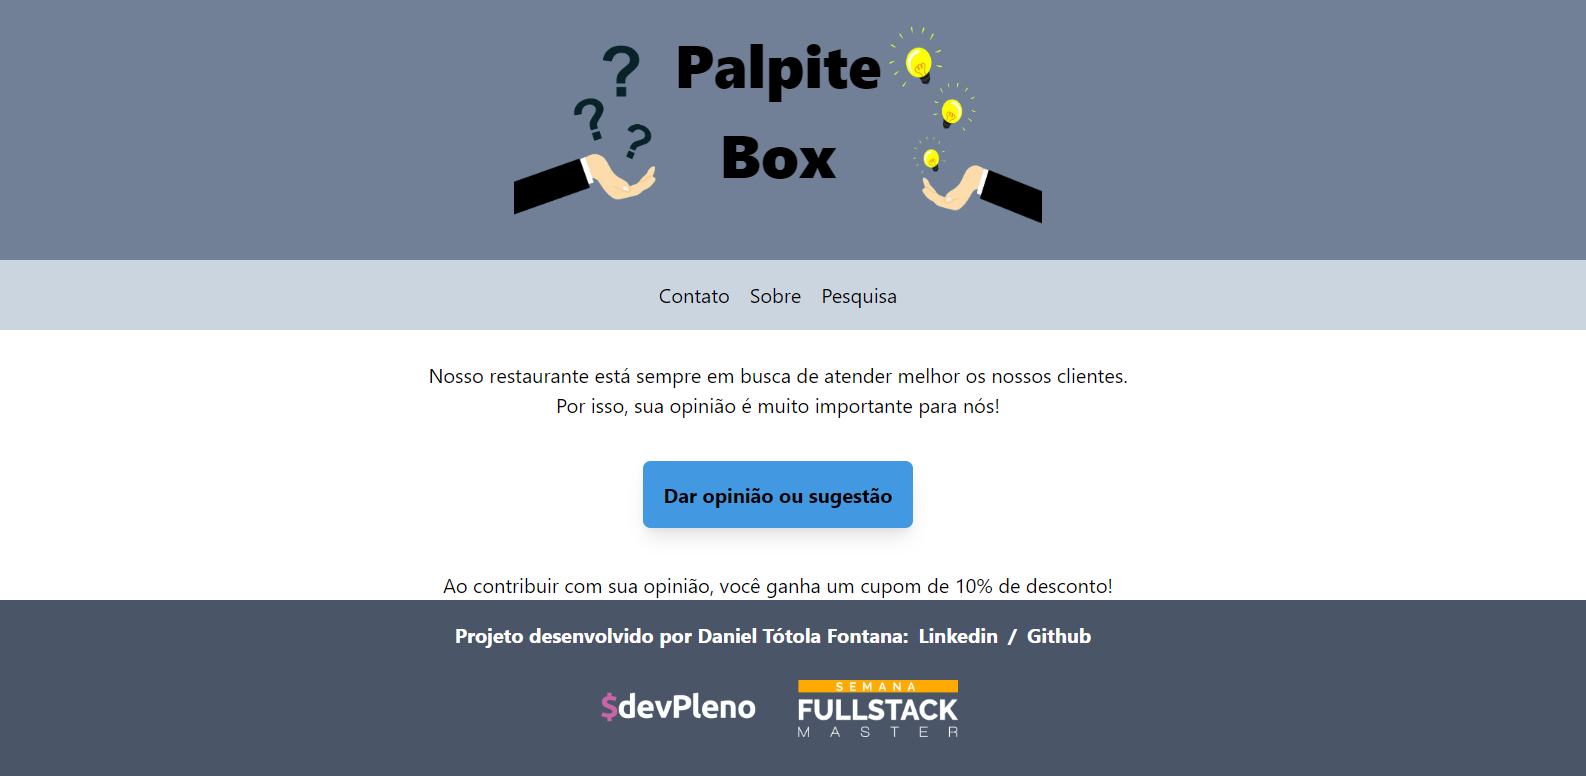 ? Palpite
? ? Box
Contato Sobre Pesquisa
Nosso restaurante está sempre em busca de atender melhor os nossos clientes.
Por isso, sua opinião é muito importante para nós!
Dar opinião ou sugestão
Ao contribuir com sua opinião, você ganha um cupom de 10% de desconto!
Projeto desenvolvido por Daniel Tótola Fontana: Linkedin / Github
$devPleno
SEMANA
FULLSTACK
MASTER